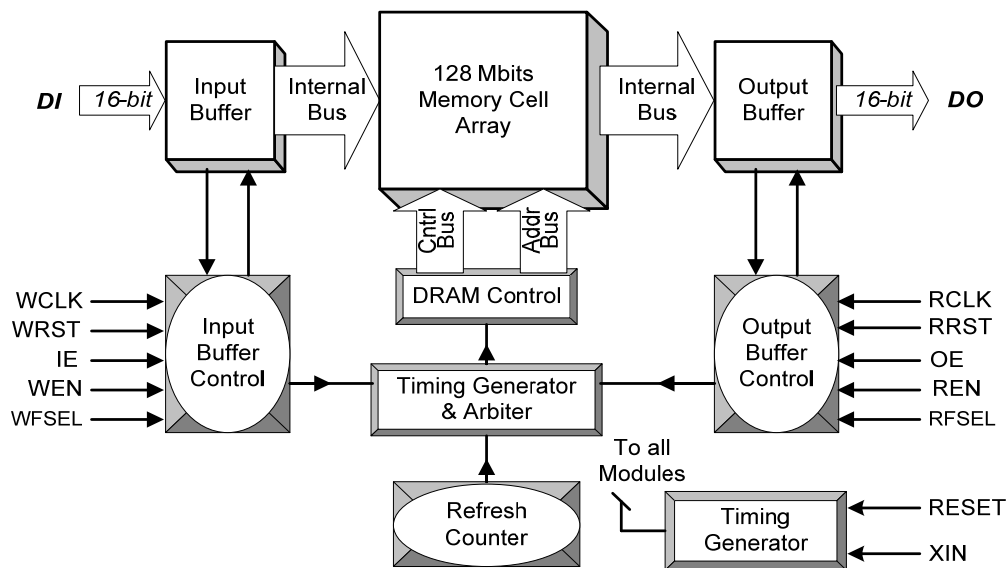 DI
16-bit
Input
Buffer
Internal
Bus
128 Mbits
Memory Cell
Array
Internal
Bus
Output
Buffer
16-bit
DO
Cntrl
Bus
Addr
Bus
WCLK
WRST
IE
WEN
WFSEL
Input
Buffer
Control
DRAM Control
Timing Generator
& Arbiter
Output
Buffer
Control
RCLK
RRST
OE
REN
RFSEL
Refresh
Counter
To all
Modules
Timing
Generator
RESET
XIN